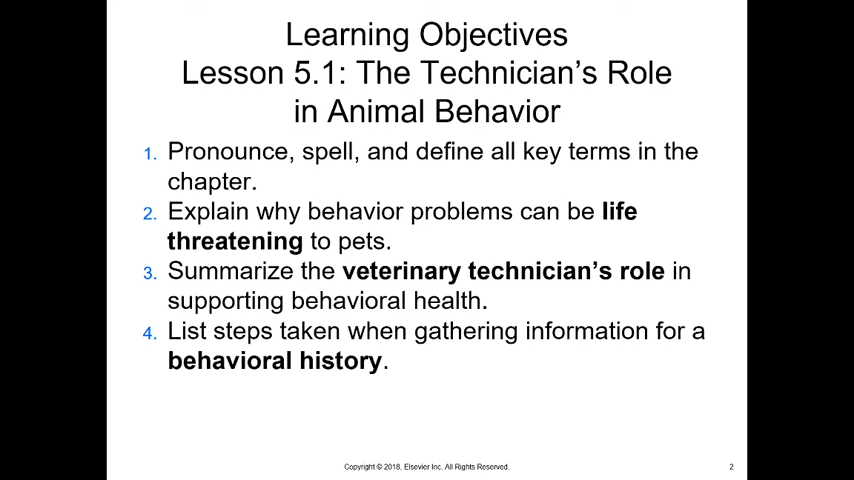 Learning Objectives
Lesson 5.1: The Technician's Role
in Animal Behavior
1. Pronounce, spell, and define all key terms in the
chapter.
2. Explain why behavior problems can be life
threatening to pets.
3. Summarize the veterinary technician's role in
supporting behavioral health.
4. List steps taken when gathering information for a
behavioral history.
Copyright © 2018, Elsevier Inc. All Rights Reserved.
2